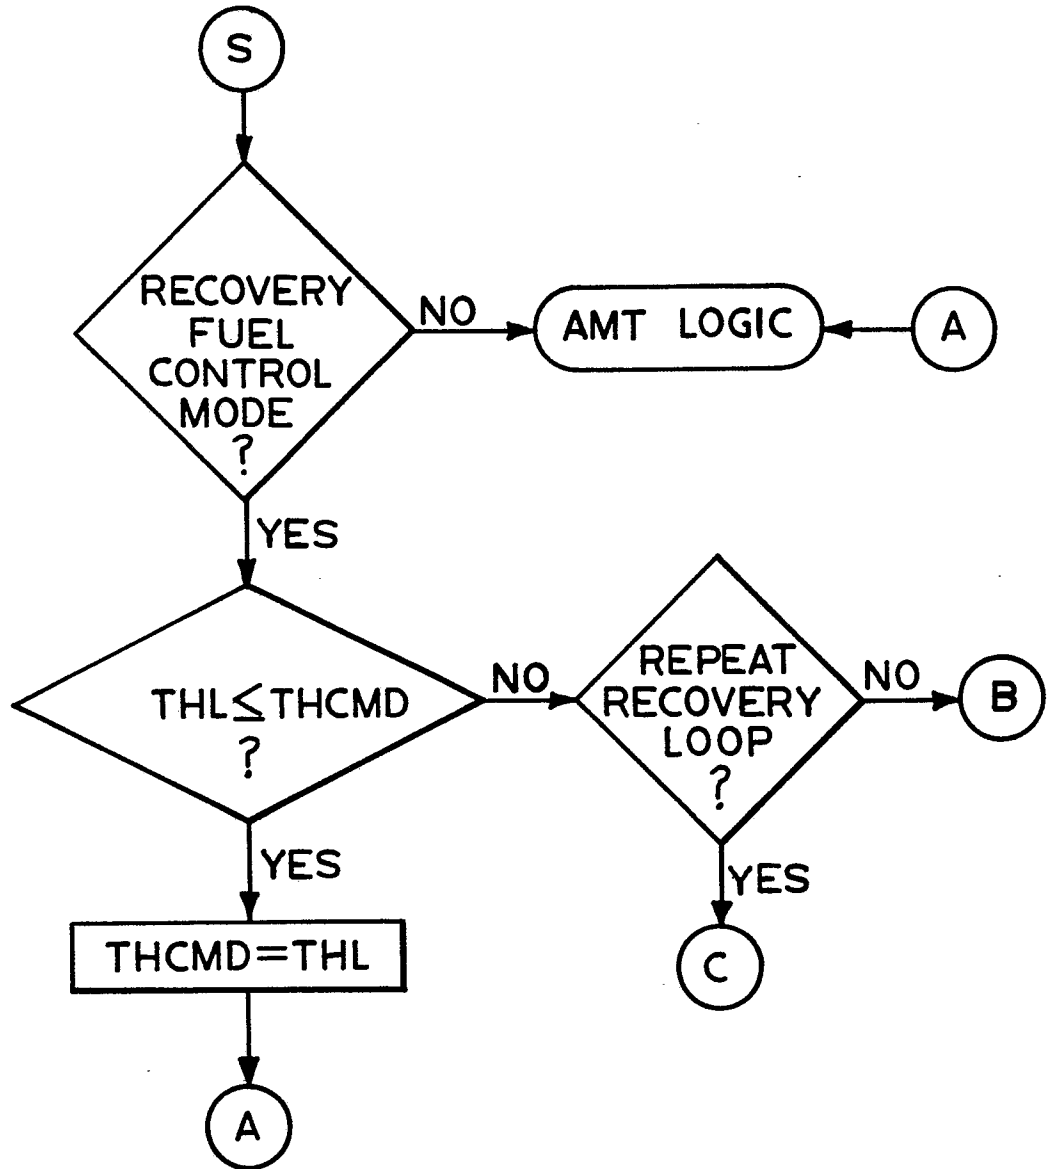 S
RECOVERY
FUEL
CONTROL
MODE
?
NO
AMT LOGIC
A
YES
THL≤THCMD
?
NO
REPEAT
RECOVERY
LOOP
?
NO
B
YES
YES
THCMD=THL
C
A